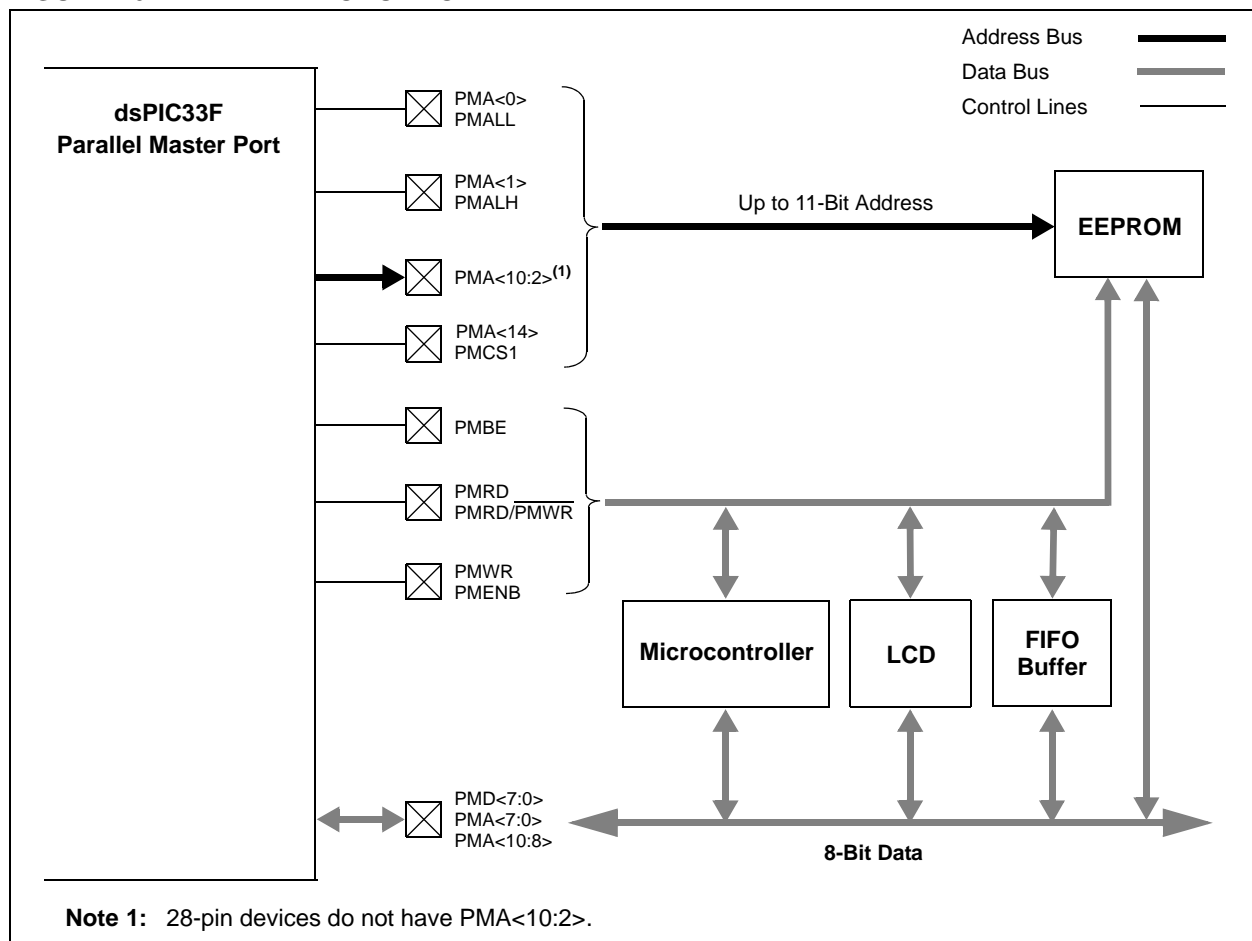 Address Bus
Data Bus
Control Lines
dsPIC33F
Parallel Master Port
PMA<0>
PMALL
PMA<1>
PMALH
PMA<10:2>(1)
PMA<14>
PMCS1
PMBE
PMRD
PMRD/PMWR
PMWR
PMENB
PMD<7:0>
PMA<7:0>
PMA<10:8>
Up to 11-Bit Address
EEPROM
Microcontroller
LCD
FIFO
Buffer
8-Bit Data
Note 1: 28-pin devices do not have PMA<10:2>.